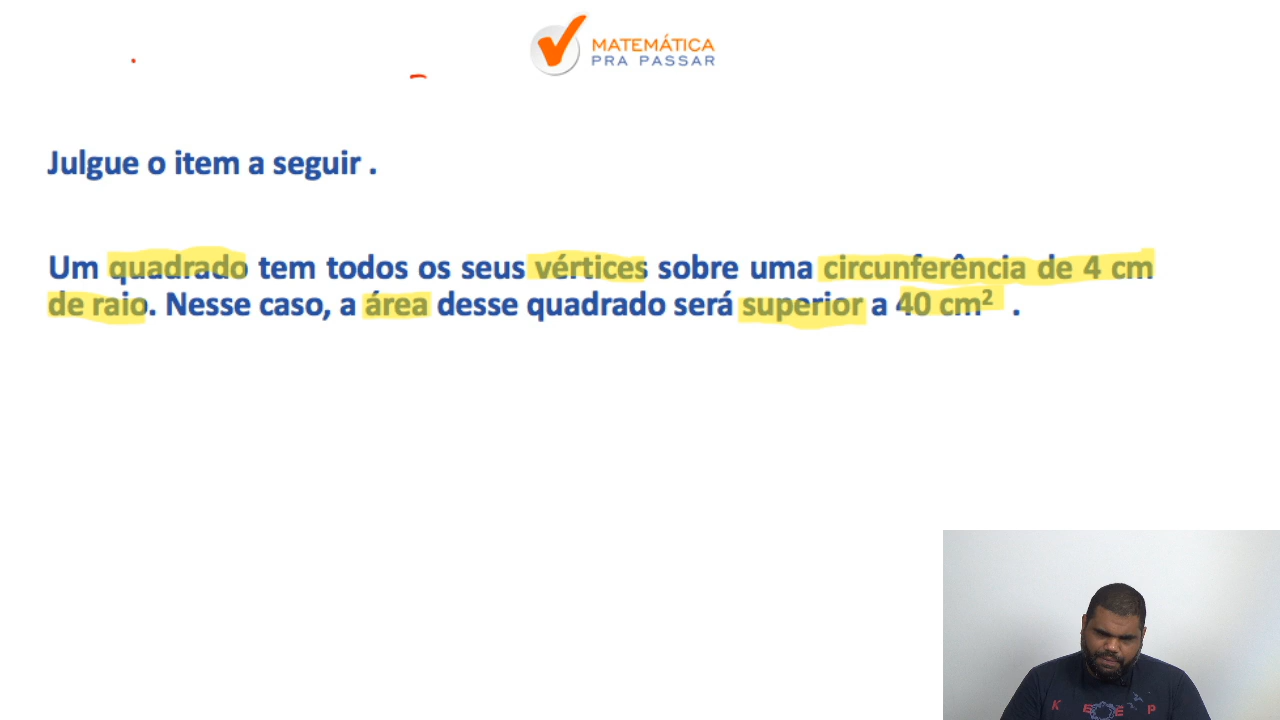 MATEMÁTICA
PRA PASSAR
Julgue o item a seguir .
Um quadrado tem todos os seus vértices sobre uma circunferência de 4 cm
de raio. Nesse caso, a área desse quadrado será superior a 40 cm² .
K E E P